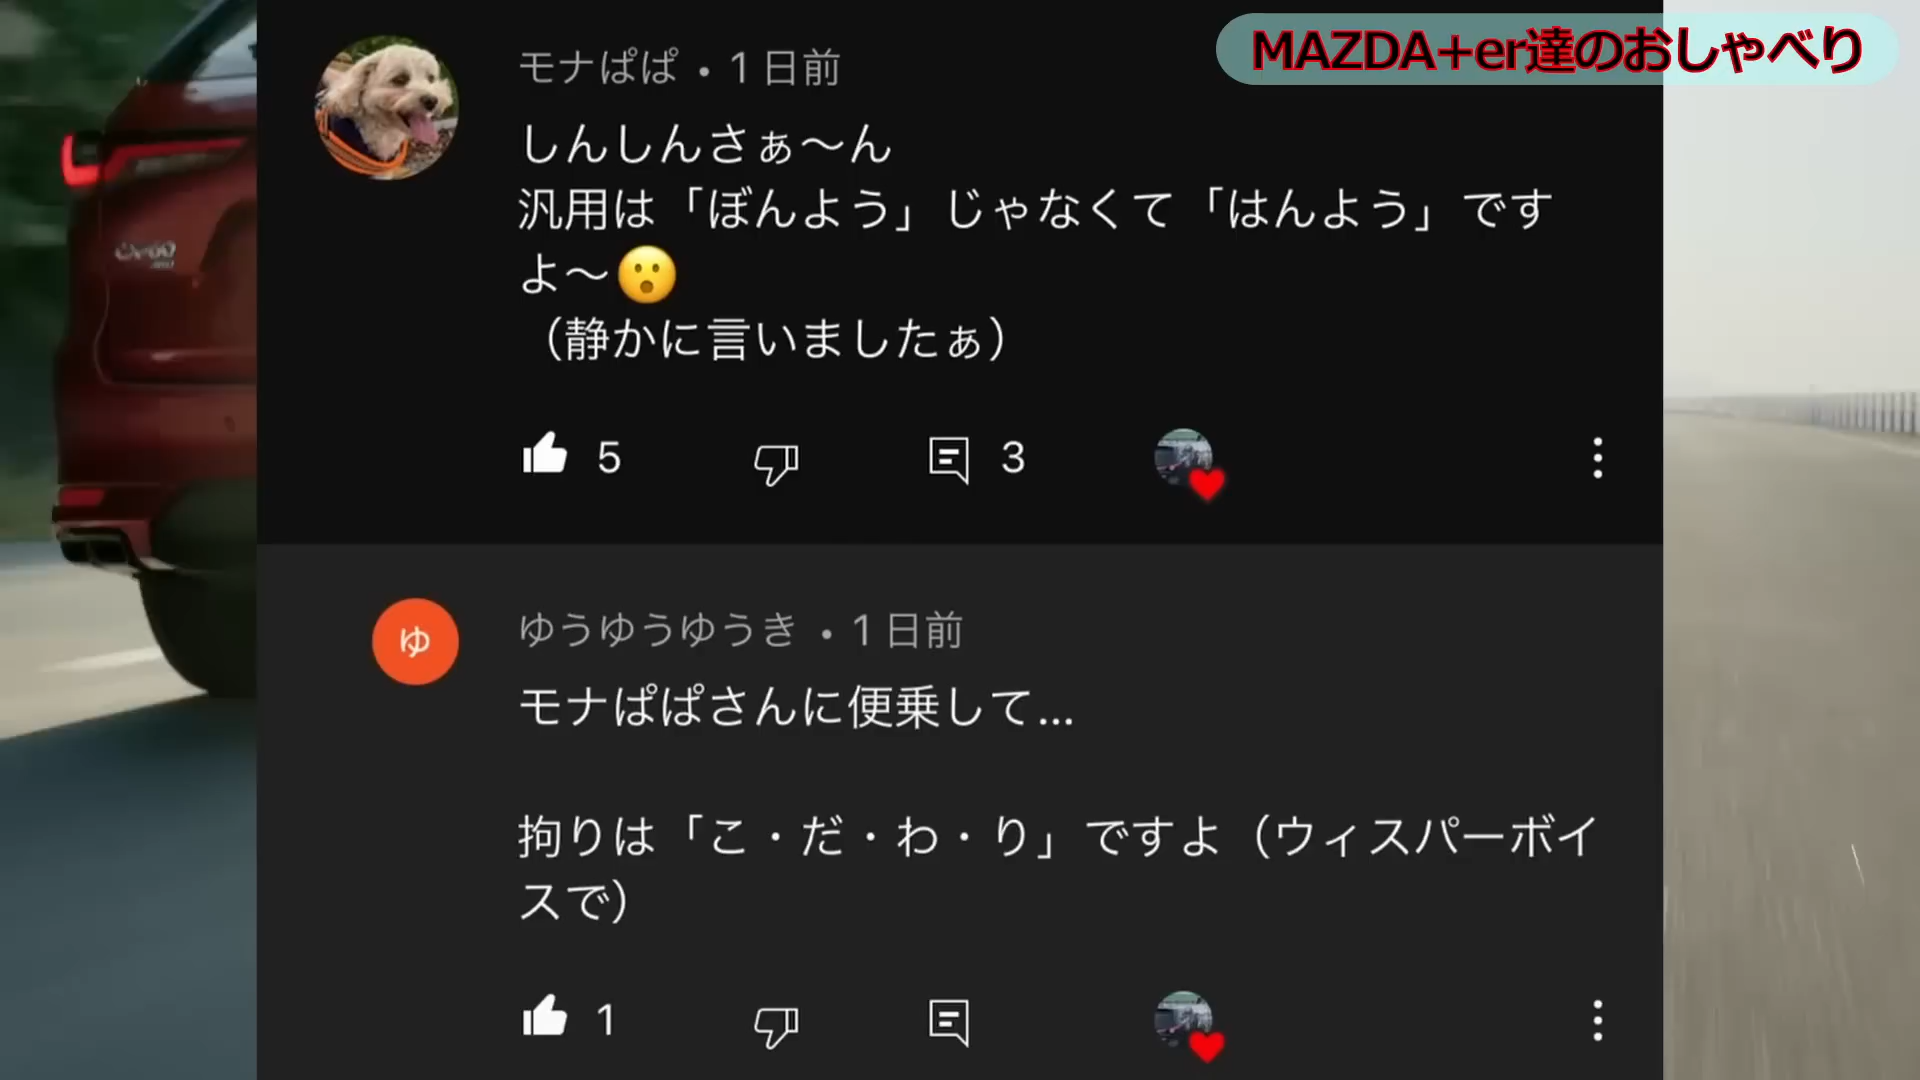 MAZDA+er達のおしゃべり
モナぱぱ • 1 日前
しんしんさぁ〜ん
汎用は「ぼんよう」じゃなくて「はんよう」です
よ〜😮
（静かに言いましたぁ）
5
3
CX-60
ゆ
ゆうゆうゆうき • 1 日前
モナぱぱさんに便乗して...
拘りは「こ・だ・わ・り」ですよ（ウィスパーボイ
スで）
1